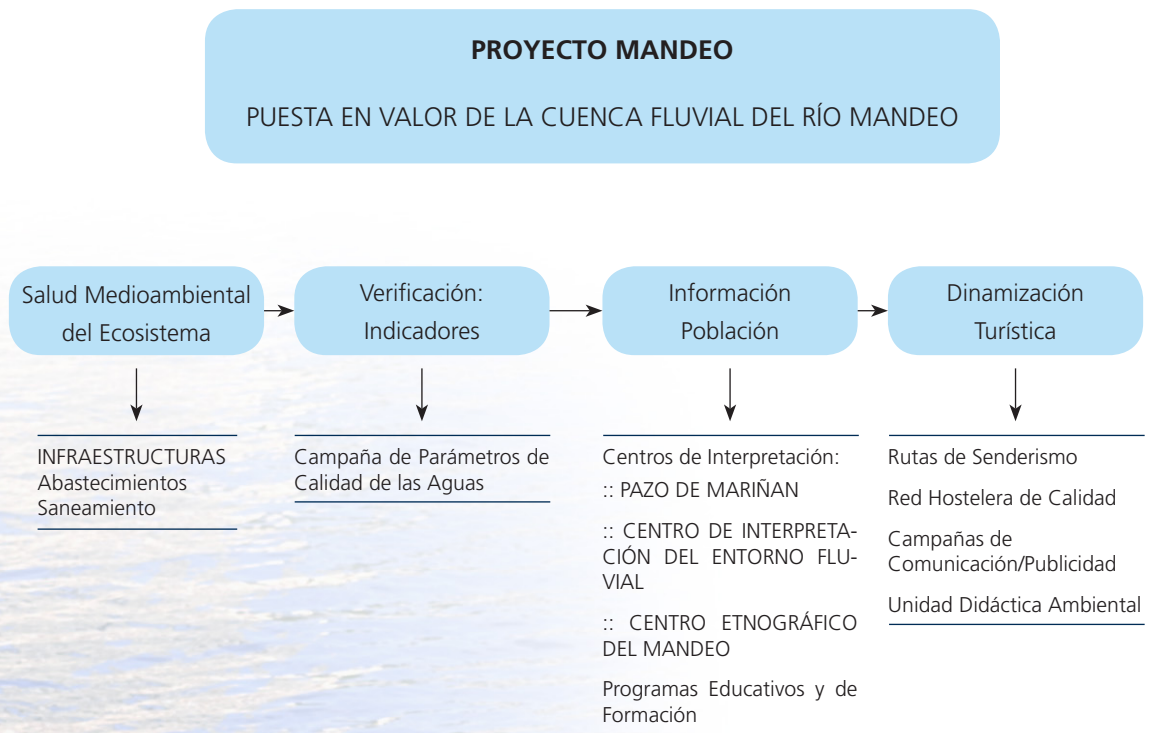 PROYECTO MANDEO
PUESTA EN VALOR DE LA CUENCA FLUVIAL DEL RÍO MANDEO
Salud Medioambiental
del Ecosistema
Verificación:
Indicadores
Información
Población
Dinamización
Turística
INFRAESTRUCTURAS
Abastecimientos
Saneamiento
Campaña de Parámetros de
Calidad de las Aguas
Centros de Interpretación:
:: PAZO DE MARIÑAN
:: CENTRO DE INTERPRETA-
CIÓN DEL ENTORNO FLU-
VIAL
:: CENTRO ETNOGRÁFICO
DEL MANDEO
Programas Educativos y de
Formación
Rutas de Senderismo
Red Hostelera de Calidad
Campañas de
Comunicación/Publicidad
Unidad Didáctica Ambiental